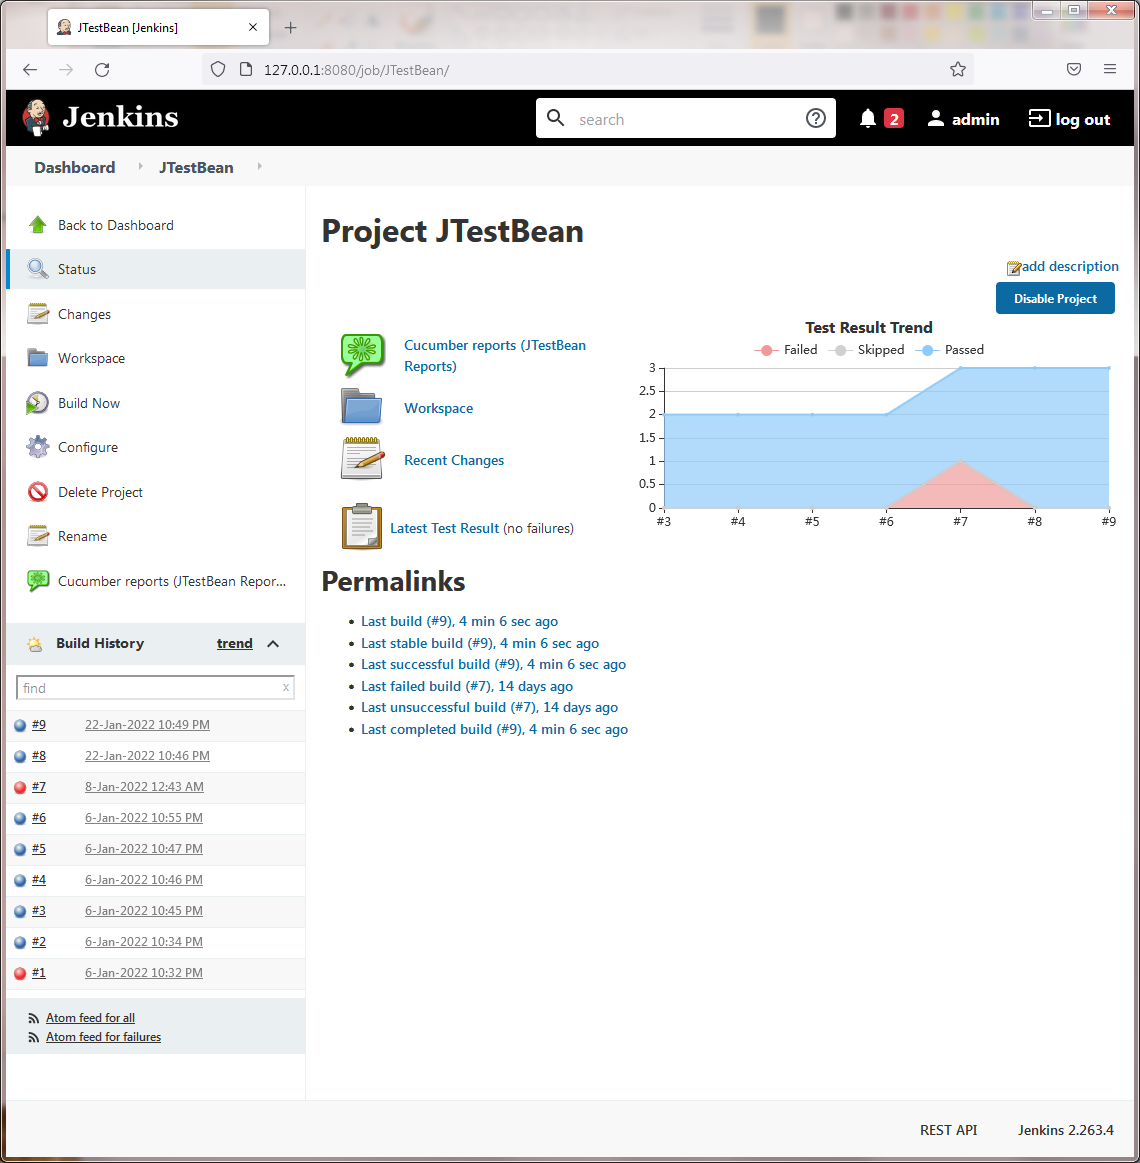 JTestBean [Jenkins]
127.0.0.1:8080/job/JTestBean/
Jenkins
search
2
admin
log out
Dashboard
JTestBean
Back to Dashboard
Status
Changes
Workspace
Build Now
Configure
Delete Project
Rename
Cucumber reports (JTestBean Repor...
Build History
trend
find
x
#9 22-Jan-2022 10:49 PM
#8 22-Jan-2022 10:46 PM
#7 8-Jan-2022 12:43 AM
#6 6-Jan-2022 10:55 PM
#5 6-Jan-2022 10:47 PM
#4 6-Jan-2022 10:46 PM
#3 6-Jan-2022 10:45 PM
#2 6-Jan-2022 10:34 PM
#1 6-Jan-2022 10:32 PM
Atom feed for all
Atom feed for failures
Project JTestBean
add description
Disable Project
Cucumber reports (JTestBean
Reports)
Workspace
Recent Changes
Latest Test Result (no failures)
Test Result Trend
Failed Skipped Passed
3
2.5
2
1.5
1
0.5
0
#3 #4 #5 #6 #7 #8 #9
Permalinks
Last build (#9), 4 min 6 sec ago
Last stable build (#9), 4 min 6 sec ago
Last successful build (#9), 4 min 6 sec ago
Last failed build (#7), 14 days ago
Last unsuccessful build (#7), 14 days ago
Last completed build (#9), 4 min 6 sec ago
REST API
Jenkins 2.263.4